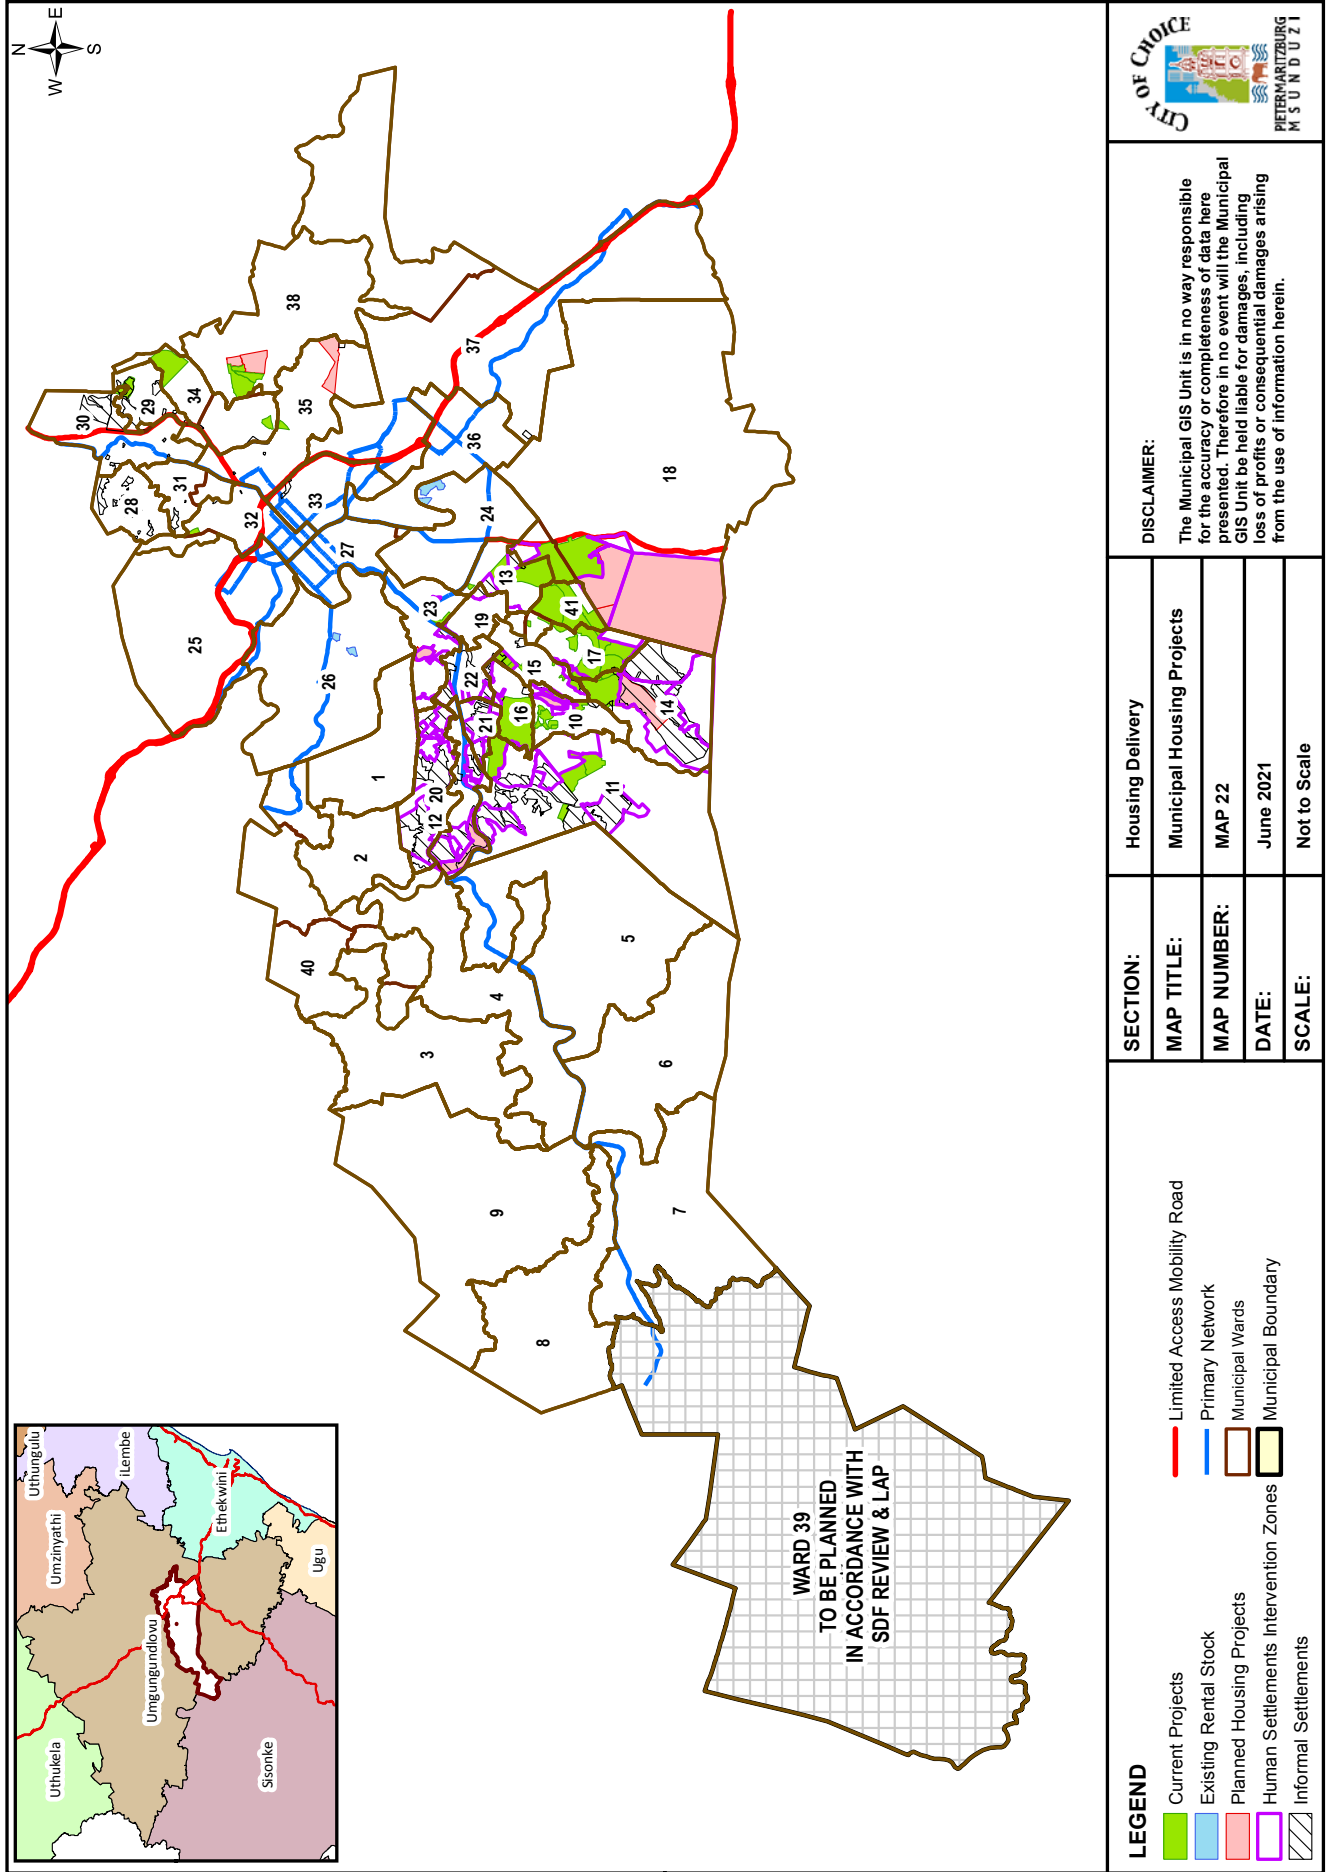 N
W
E
S
Uthungulu
Umzinyathi
iLembe
Ethekwini
Ugu
Umgungundlovu
Uthukela
Sisonke
30
29
34
38
28
31
35
32
33
37
36
25
27
24
18
26
23
13
19
41
22
15
17
21
16
10
14
1
20
12
11
2
40
5
4
3
6
9
7
8
WARD 39
TO BE PLANNED
IN ACCORDANCE WITH
SDF REVIEW & LAP
LEGEND
Current Projects
Existing Rental Stock
Planned Housing Projects
Human Settlements Intervention Zones
Informal Settlements
Limited Access Mobility Road
Primary Network
Municipal Wards
Municipal Boundary
SECTION: Housing Delivery
MAP TITLE: Municipal Housing Projects
MAP NUMBER: MAP 22
DATE: June 2021
SCALE: Not to Scale
DISCLAIMER:
The Municipal GIS Unit is in no way responsible
for the accuracy or completeness of data here
presented. Therefore in no event will the Municipal
GIS Unit be held liable for damages, including
loss of profits or consequential damages arising
from the use of information herein.
CITY OF CHOICE
PIETERMARITZBURG
MSUNDUZI